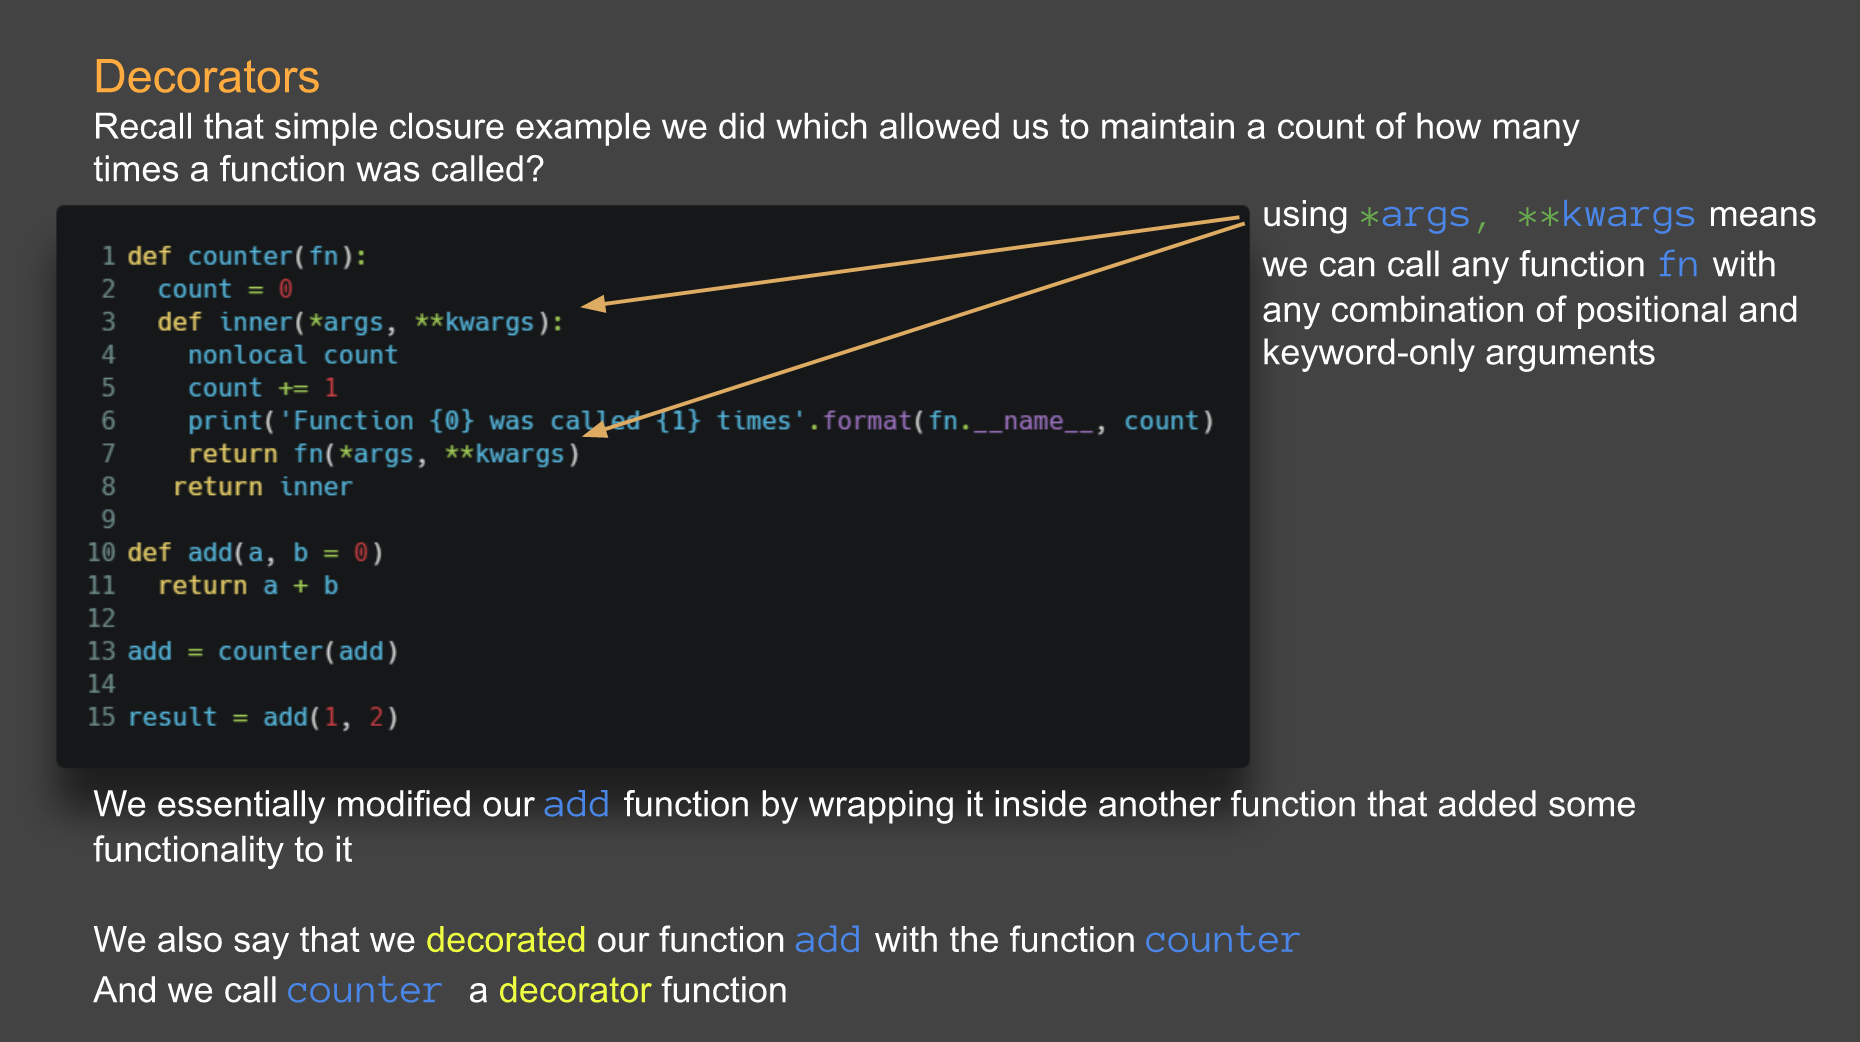 Decorators
Recall that simple closure example we did which allowed us to maintain a count of how many
times a function was called?
using *args, **kwargs means
we can call any function fn with
any combination of positional and
keyword-only arguments
1 def counter(fn):
2   count = 0
3   def inner(*args, **kwargs):
4     nonlocal count
5     count += 1
6     print('Function {0} was called {1} times'.format(fn.__name__, count)
7     return fn(*args, **kwargs)
8    return inner
9
10 def add(a, b = 0)
11   return a + b
12
13 add = counter(add)
14
15 result = add(1, 2)
We essentially modified our add function by wrapping it inside another function that added some
functionality to it
We also say that we decorated our function add with the function counter
And we call counter a decorator function